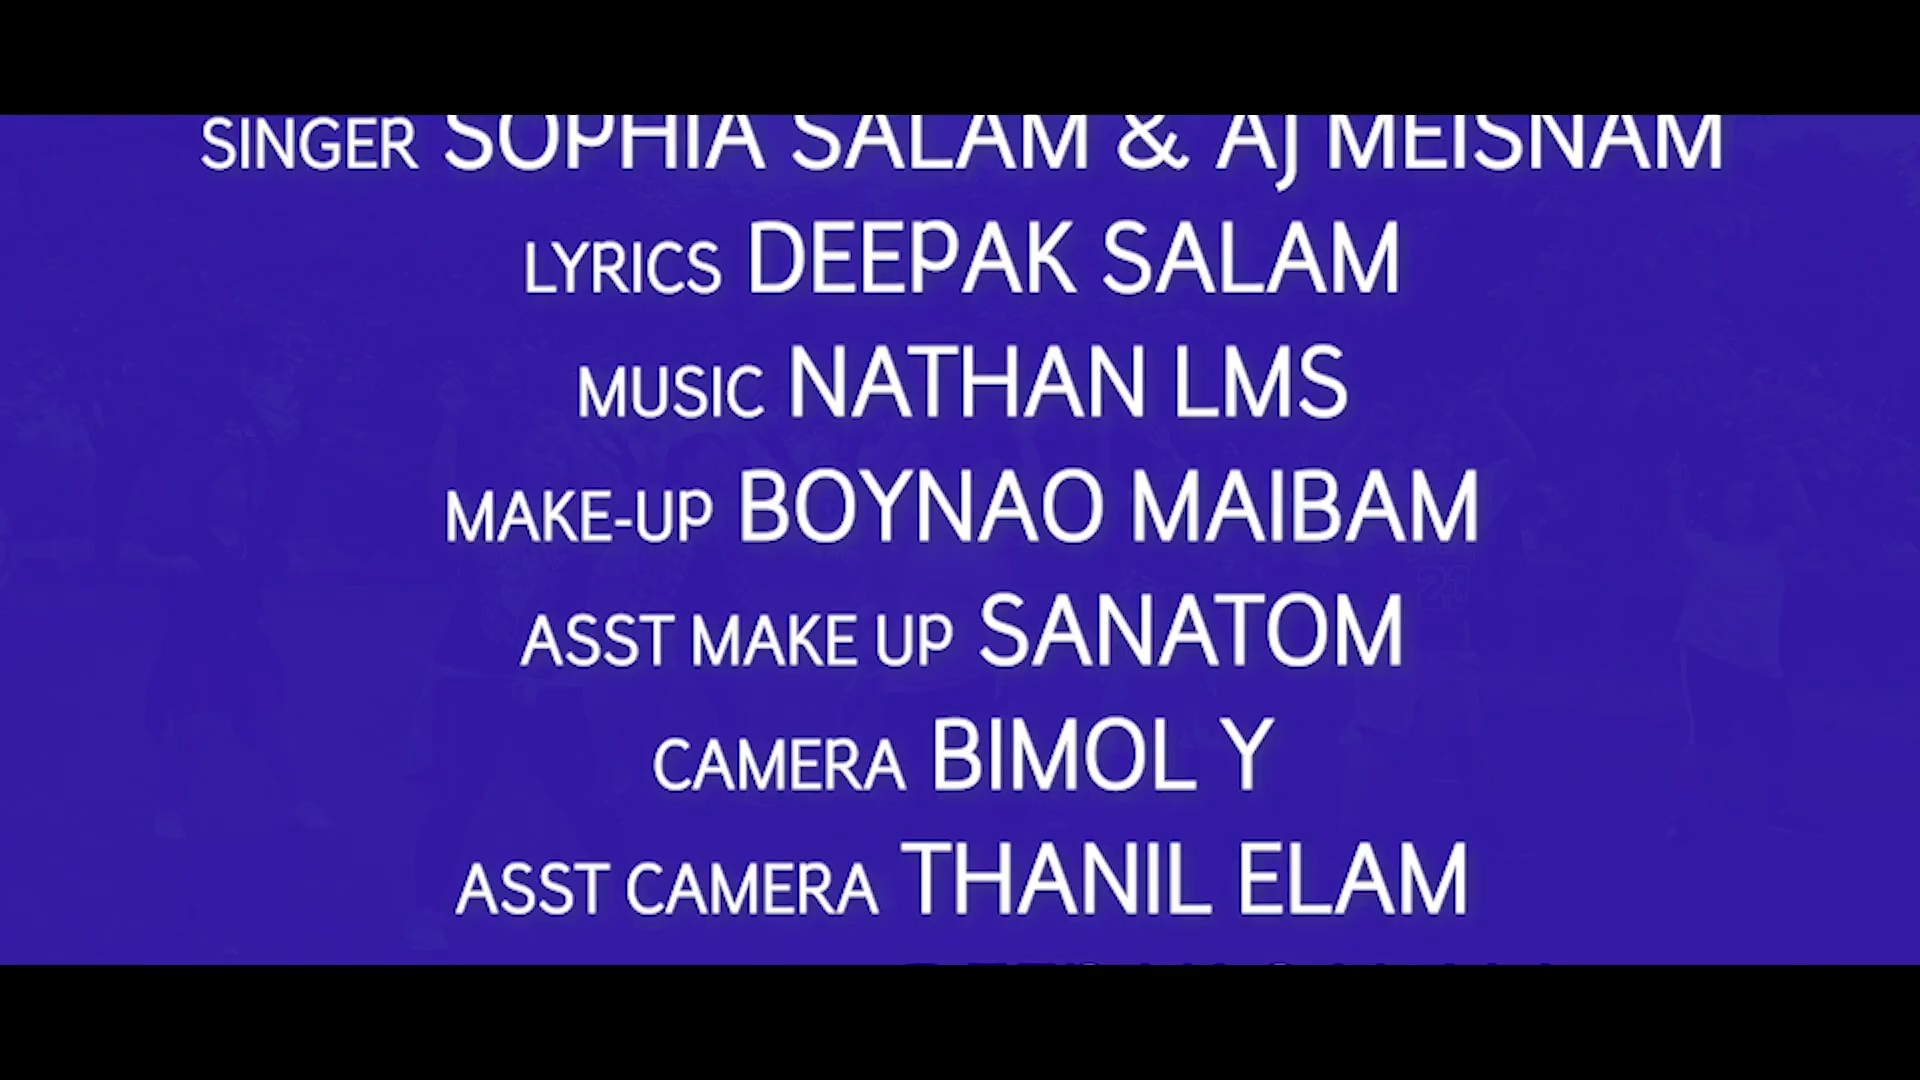 SINGER SOPHIA SALAM & AJ MEISNAM
LYRICS DEEPAK SALAM
MUSIC NATHAN LMS
MAKE-UP BOYNAO MAIBAM
ASST MAKE UP SANATOM
CAMERA BIMOL Y
ASST CAMERA THANIL ELAM
23